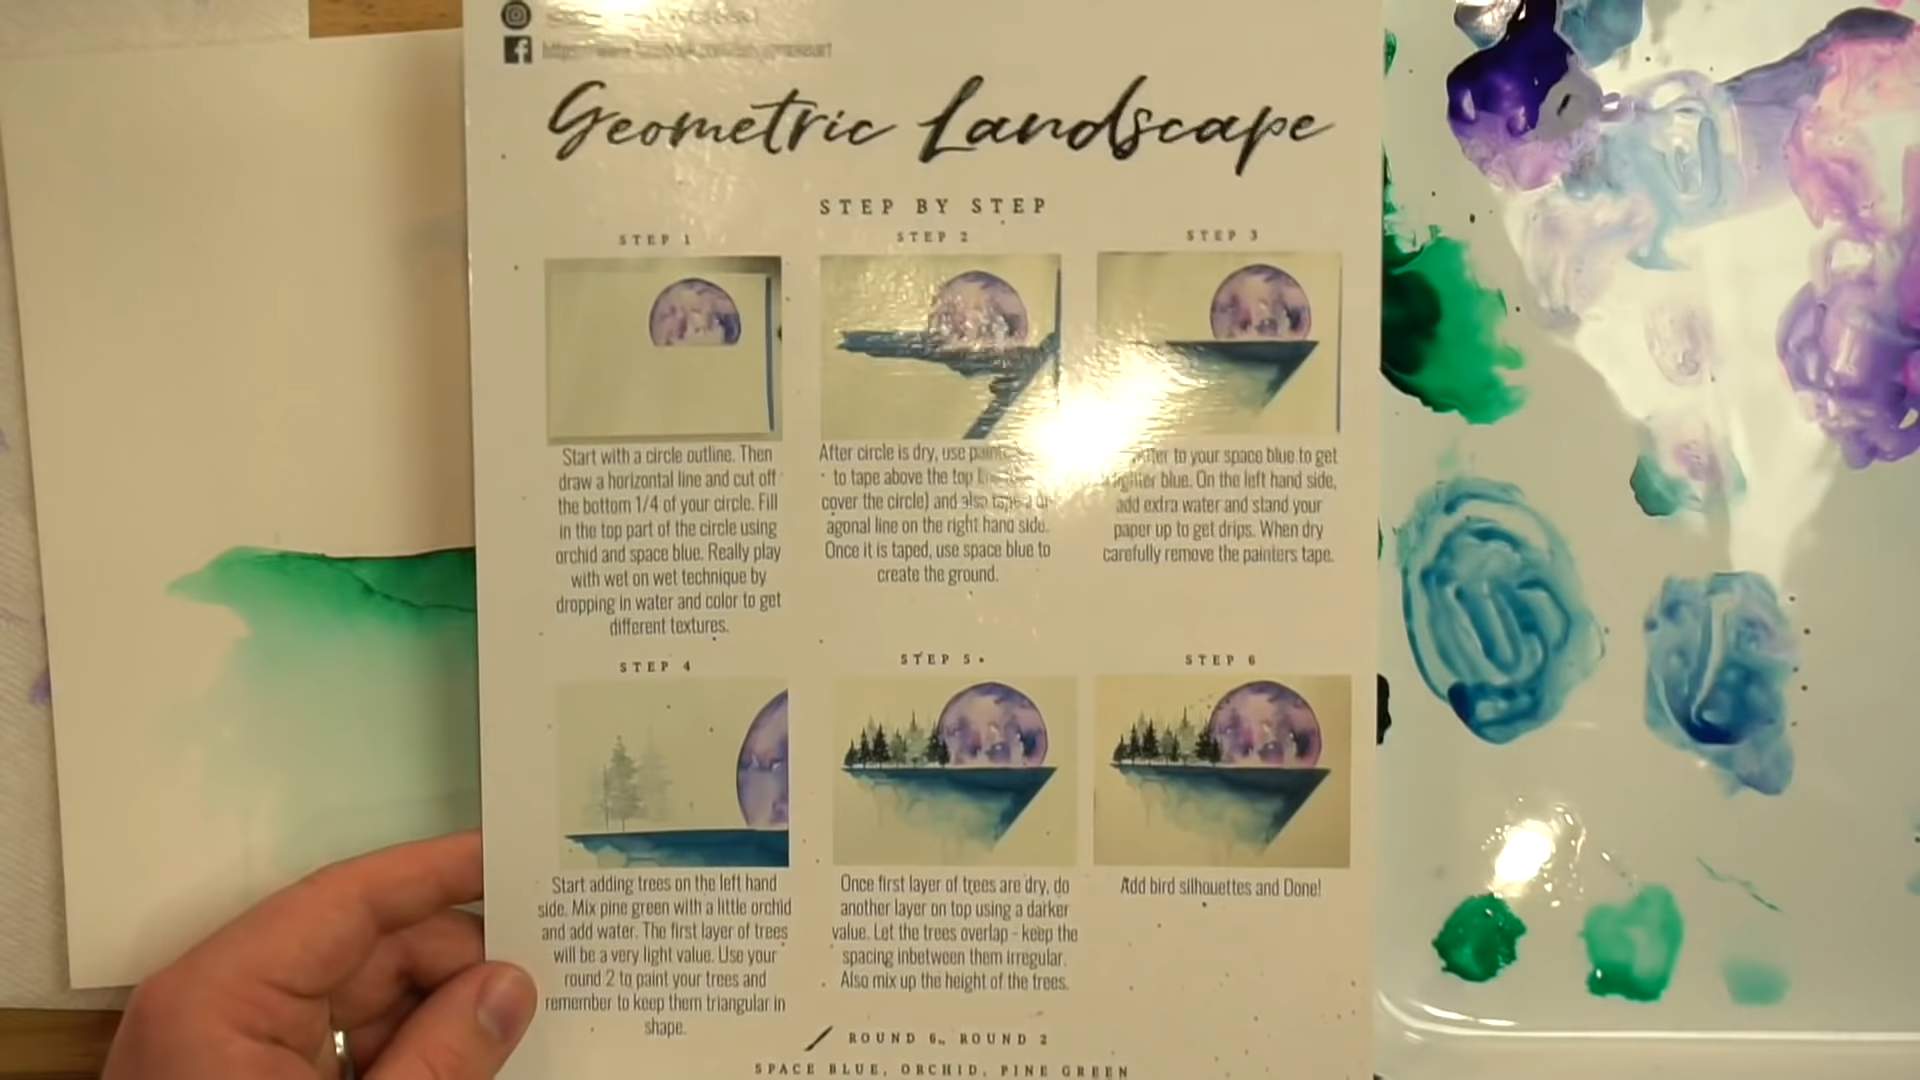 Geometric Landscape
STEP BY STEP
STEP 1
Start with a circle outline. Then
draw a horizontal line and cut off
the bottom 1/4 of your circle. Fill
in the top part of the circle using
orchid and space blue. Really play
with wet on wet technique by
dropping in water and color to get
different textures.
STEP 2
After circle is dry, use
to tape above the top
cover the circle) and also tape a di-
agonal line on the right hand side.
Once it is taped, use space blue to
create the ground.
STEP 3
to your space blue to get
lighter blue. On the left hand side,
add extra water and stand your
paper up to get drips. When dry
carefully remove the painters tape.
STEP 4
Start adding trees on the left hand
side. Mix pine green with a little orchid
and add water. The first layer of trees
will be a very light value. Use your
round 2 to paint your trees and
remember to keep them triangular in
shape.
STEP 5
Once first layer of trees are dry, do
another layer on top using a darker
value. Let the trees overlap - keep the
spacing inbetween them irregular.
Also mix up the height of the trees.
STEP 6
Add bird silhouettes and Done!
ROUND 6, ROUND 2
SPACE BLUE, ORCHID, PINE GREEN